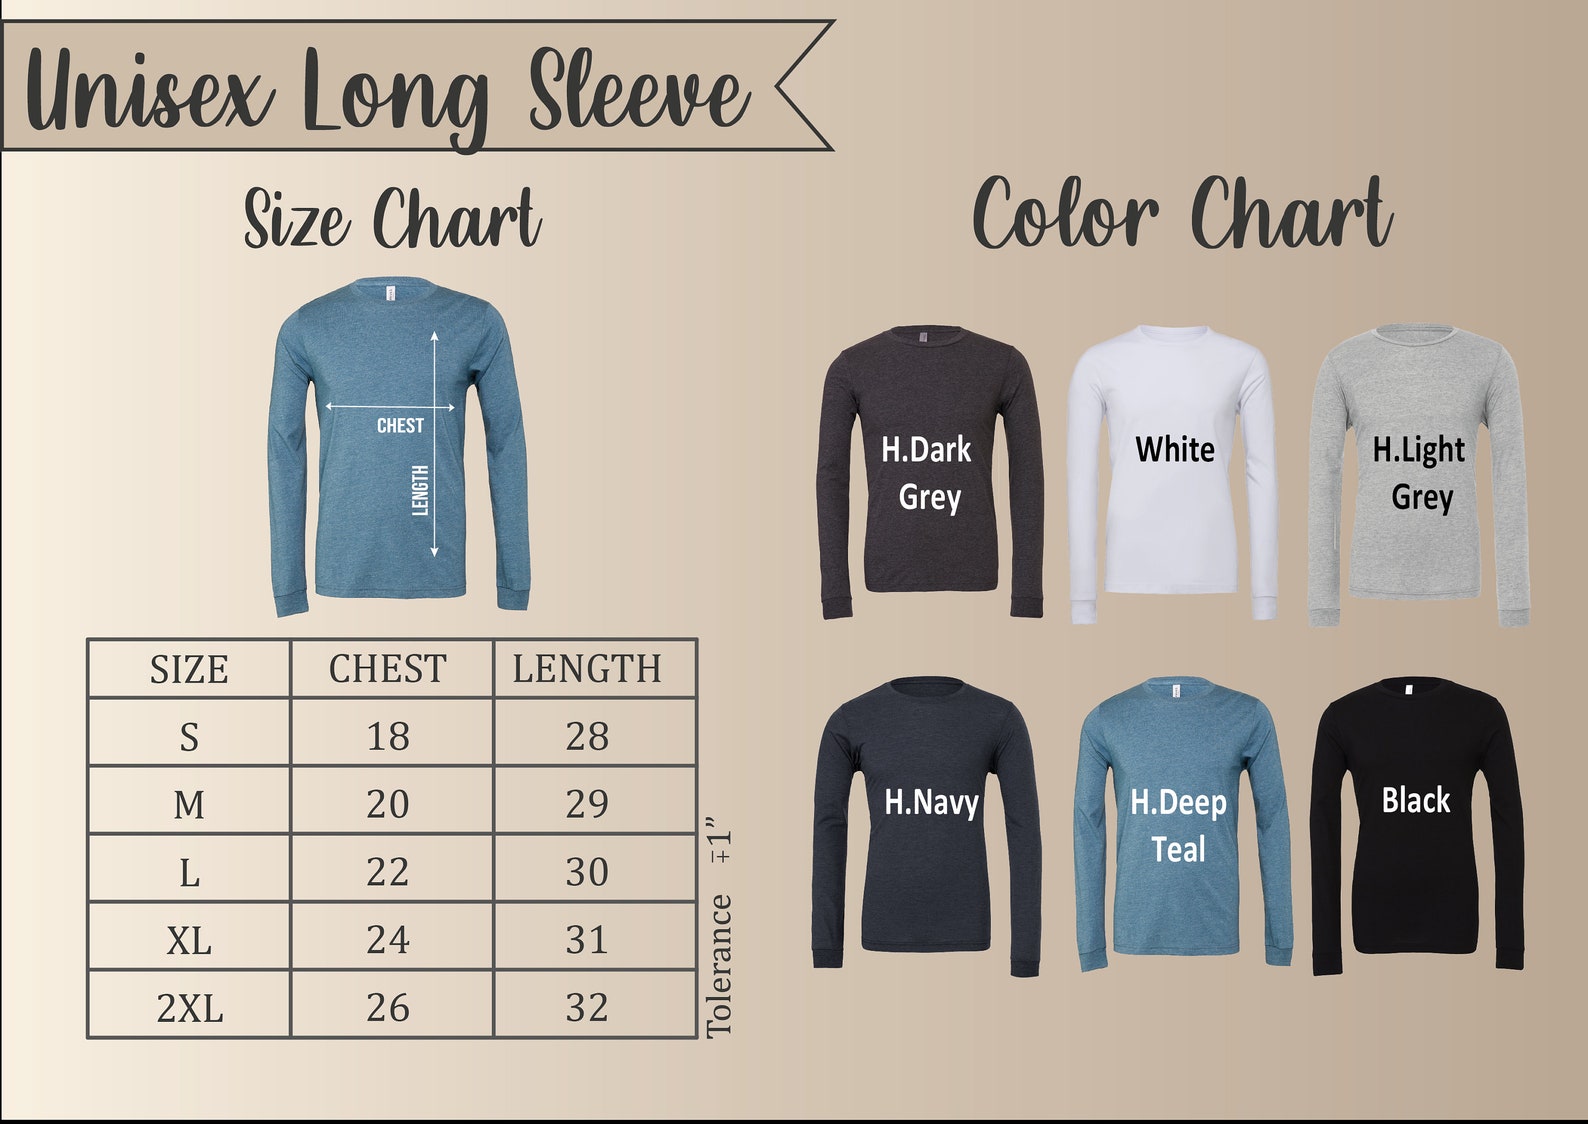 Unisex Long Sleeve
Size Chart
CHEST
LENGTH
SIZE CHEST LENGTH
S 18 28
M 20 29
L 22 30
XL 24 31
2XL 26 32
Tolerance ∓1”
Color Chart
H.Dark
Grey
White
H.Light
Grey
H.Navy
H.Deep
Teal
Black